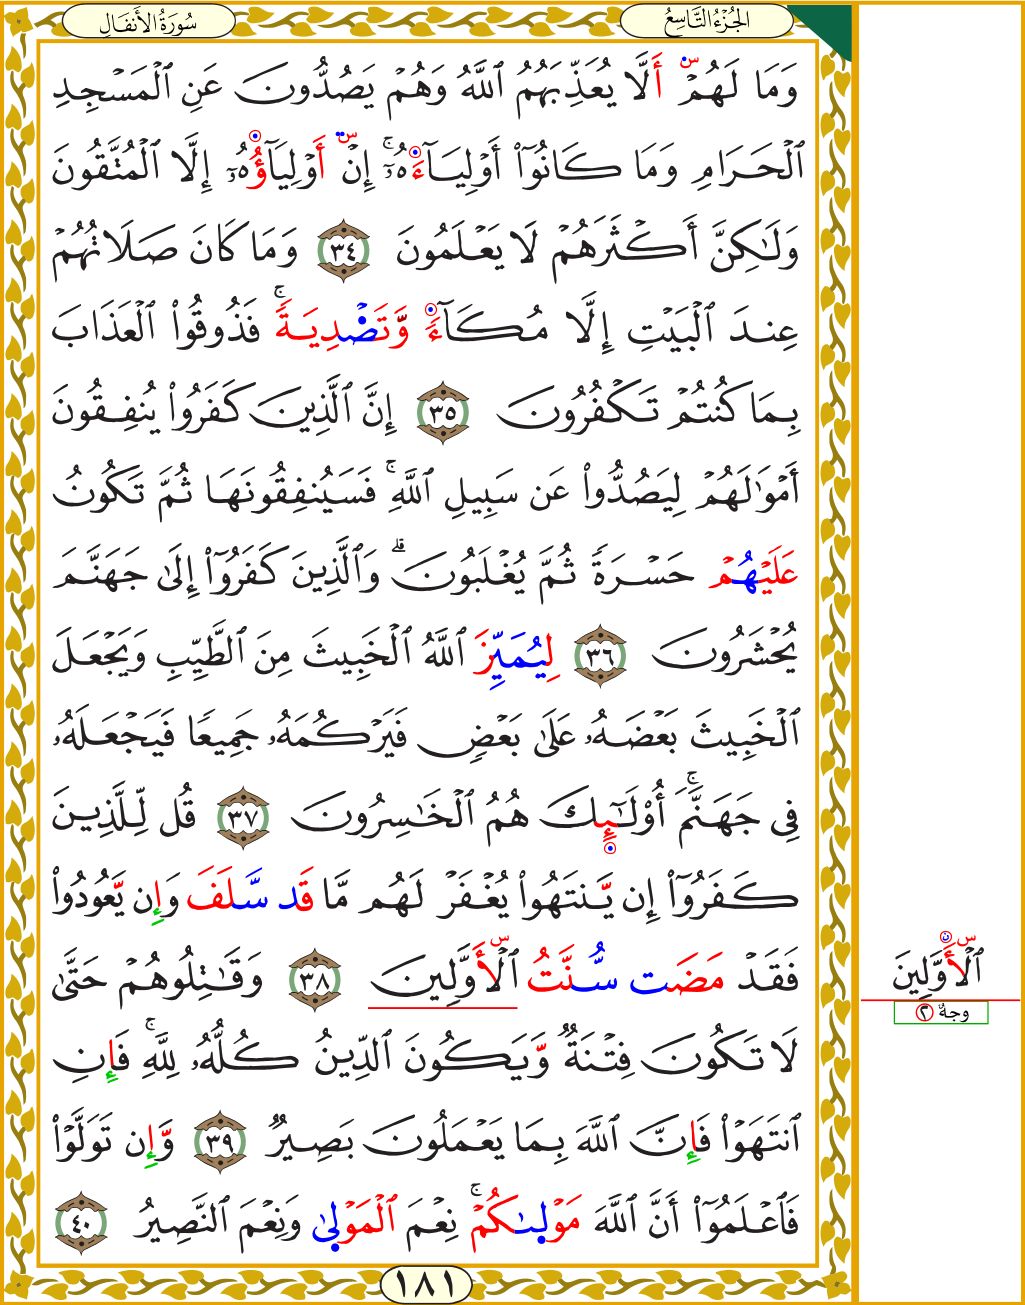 سُورَةُ الأَنفَال
الجُزْءُ التَّاسِعُ
وَمَا لَهُمْۥٓ أَلَّا يُعَذِّبَهُمُ ٱللَّهُ وَهُمْ يَصُدُّونَ عَنِ ٱلْمَسْجِدِ
ٱلْحَرَامِ وَمَا كَانُوٓا۟ أَوْلِيَآءَهُۥٓ ۚ إِنْ أَوْلِيَآؤُهُۥٓ إِلَّا ٱلْمُتَّقُونَ
وَلَـٰكِنَّ أَكْثَرَهُمْ لَا يَعْلَمُونَ ٣٤ وَمَا كَانَ صَلَاتُهُمْ
عِندَ ٱلْبَيْتِ إِلَّا مُكَآءً وَّتَصْدِيَةً ۚ فَذُوقُوا۟ ٱلْعَذَابَ
بِمَا كُنتُمْ تَكْفُرُونَ ٣٥ إِنَّ ٱلَّذِينَ كَفَرُوا۟ يُنفِقُونَ
أَمْوَٰلَهُمْ لِيَصُدُّوا۟ عَن سَبِيلِ ٱللَّهِ ۚ فَسَيُنفِقُونَهَا ثُمَّ تَكُونُ
عَلَيْهُمْ حَسْرَةً ثُمَّ يُغْلَبُونَ ۗ وَٱلَّذِينَ كَفَرُوٓا۟ إِلَىٰ جَهَنَّمَ
يُحْشَرُونَ ٣٦ لِيُمَيِّزَ ٱللَّهُ ٱلْخَبِيثَ مِنَ ٱلطَّيِّبِ وَيَجْعَلَ
ٱلْخَبِيثَ بَعْضَهُۥ عَلَىٰ بَعْضٍ فَيَرْكُمَهُۥ جَمِيعًا فَيَجْعَلَهُۥ
فِي جَهَنَّمَ ۚ أُو۟لَـٰٓئِكَ هُمُ ٱلْخَـٰسِرُونَ ٣٧ قُل لِّلَّذِينَ
كَفَرُوٓا۟ إِن يَّنتَهُوا۟ يُغْفَرْ لَهُم مَّا قَد سَّلَفَ وَإِن يَّعُودُوا۟
فَقَدْ مَضَت سُّنَّتُ ٱلْأَوَّلِينَ ٣٨ وَقَـٰتِلُوهُمْ حَتَّىٰ
لَا تَكُونَ فِتْنَةٌ وَّيَكُونَ ٱلدِّينُ كُلُّهُۥ لِلَّهِ ۚ فَإِنِ
ٱنتَهَوْا۟ فَإِنَّ ٱللَّهَ بِمَا يَعْمَلُونَ بَصِيرٌ ٣٩ وَّإِن تَوَلَّوْا۟
فَٱعْلَمُوٓا۟ أَنَّ ٱللَّهَ مَوْلَىٰكُمْ ۚ نِعْمَ ٱلْمَوْلَىٰ وَنِعْمَ ٱلنَّصِيرُ ٤٠
ٱلْأَوَّلِينَ
وجهٌ ٢
١٨١